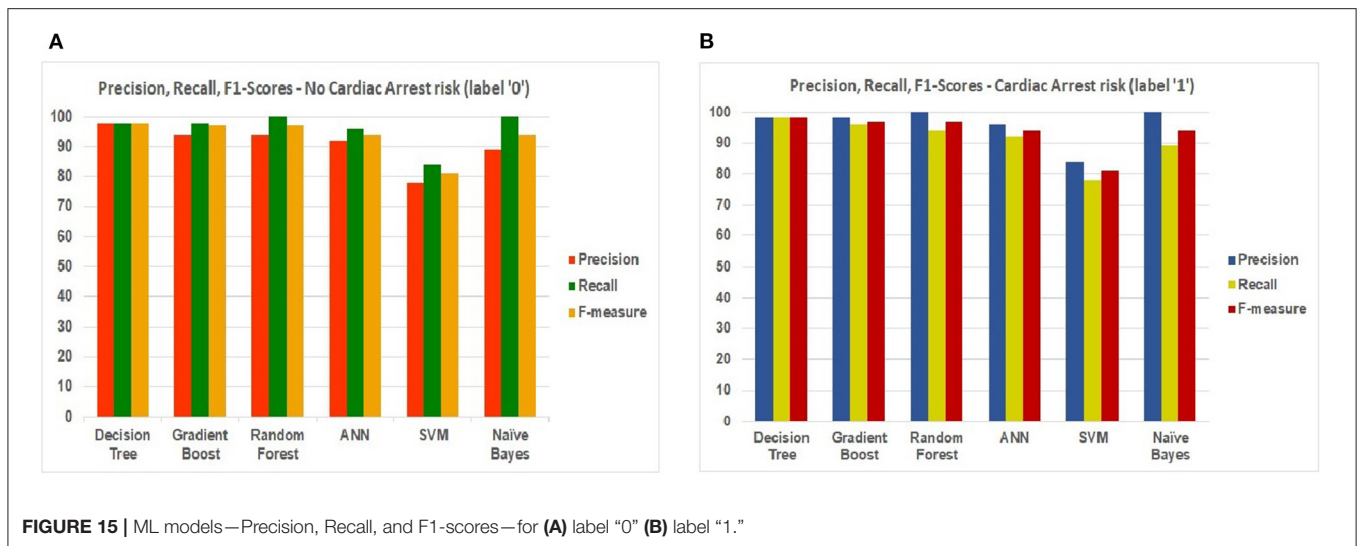 A
Precision, Recall, F1-Scores - No Cardiac Arrest risk (label '0')
100
90
80
70
60
50
40
30
20
10
0
Decision Tree
Gradient Boost
Random Forest
ANN
SVM
Naïve Bayes
Precision
Recall
F-measure
B
Precision, Recall, F1-Scores - Cardiac Arrest risk (label '1')
100
90
80
70
60
50
40
30
20
10
0
Decision Tree
Gradient Boost
Random Forest
ANN
SVM
Naïve Bayes
Precision
Recall
F-measure
FIGURE 15 | ML models—Precision, Recall, and F1-scores—for (A) label “0” (B) label “1.”